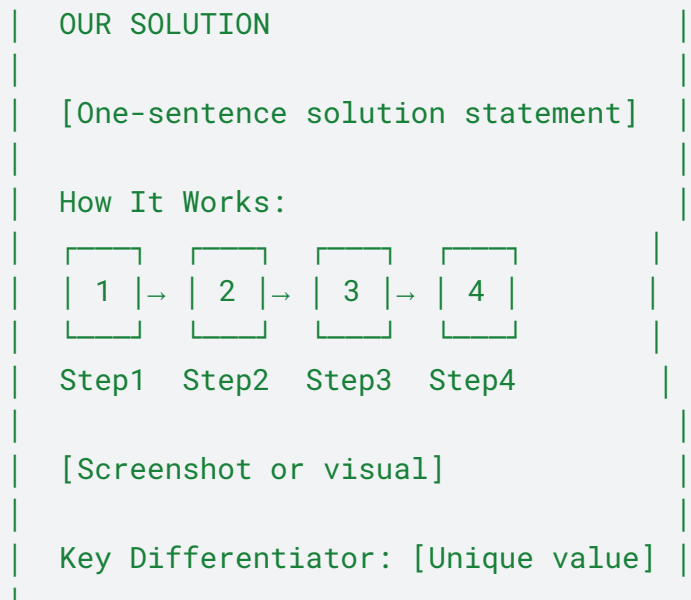 OUR SOLUTION
[One-sentence solution statement]
How It Works:
1 → 2 → 3 → 4
Step1 Step2 Step3 Step4
[Screenshot or visual]
Key Differentiator: [Unique value]